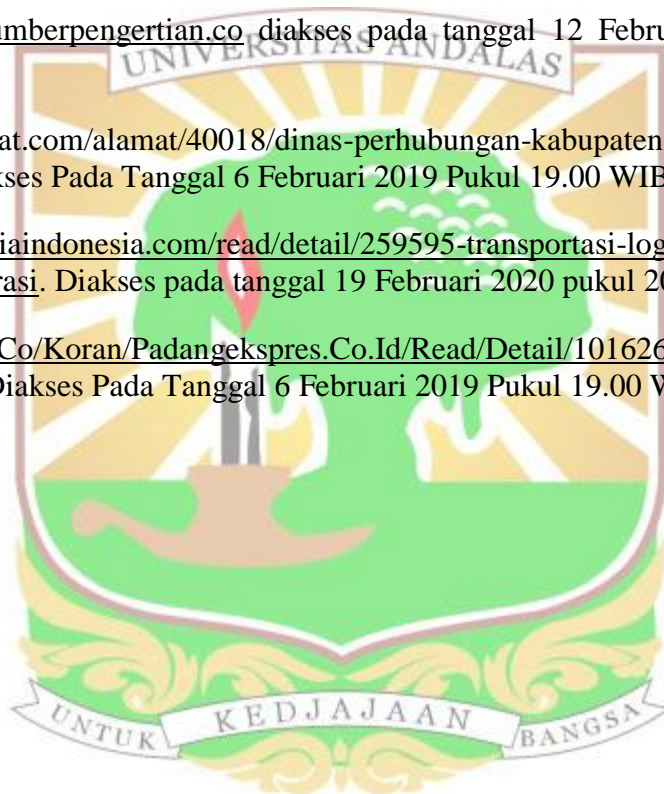 umberpengertian.co diakses pada tanggal 12 Febru
UNIVERSITAS ANDALAS
at.com/alamat/40018/dinas-perhubungan-kabupaten
kses Pada Tanggal 6 Februari 2019 Pukul 19.00 WIB
iaindonesia.com/read/detail/259595-transportasi-log
rasi. Diakses pada tanggal 19 Februari 2020 pukul 20
Co/Koran/Padangekspres.Co.Id/Read/Detail/101626
Diakses Pada Tanggal 6 Februari 2019 Pukul 19.00 W
UNTUK KEDJAJAAN BANGSA